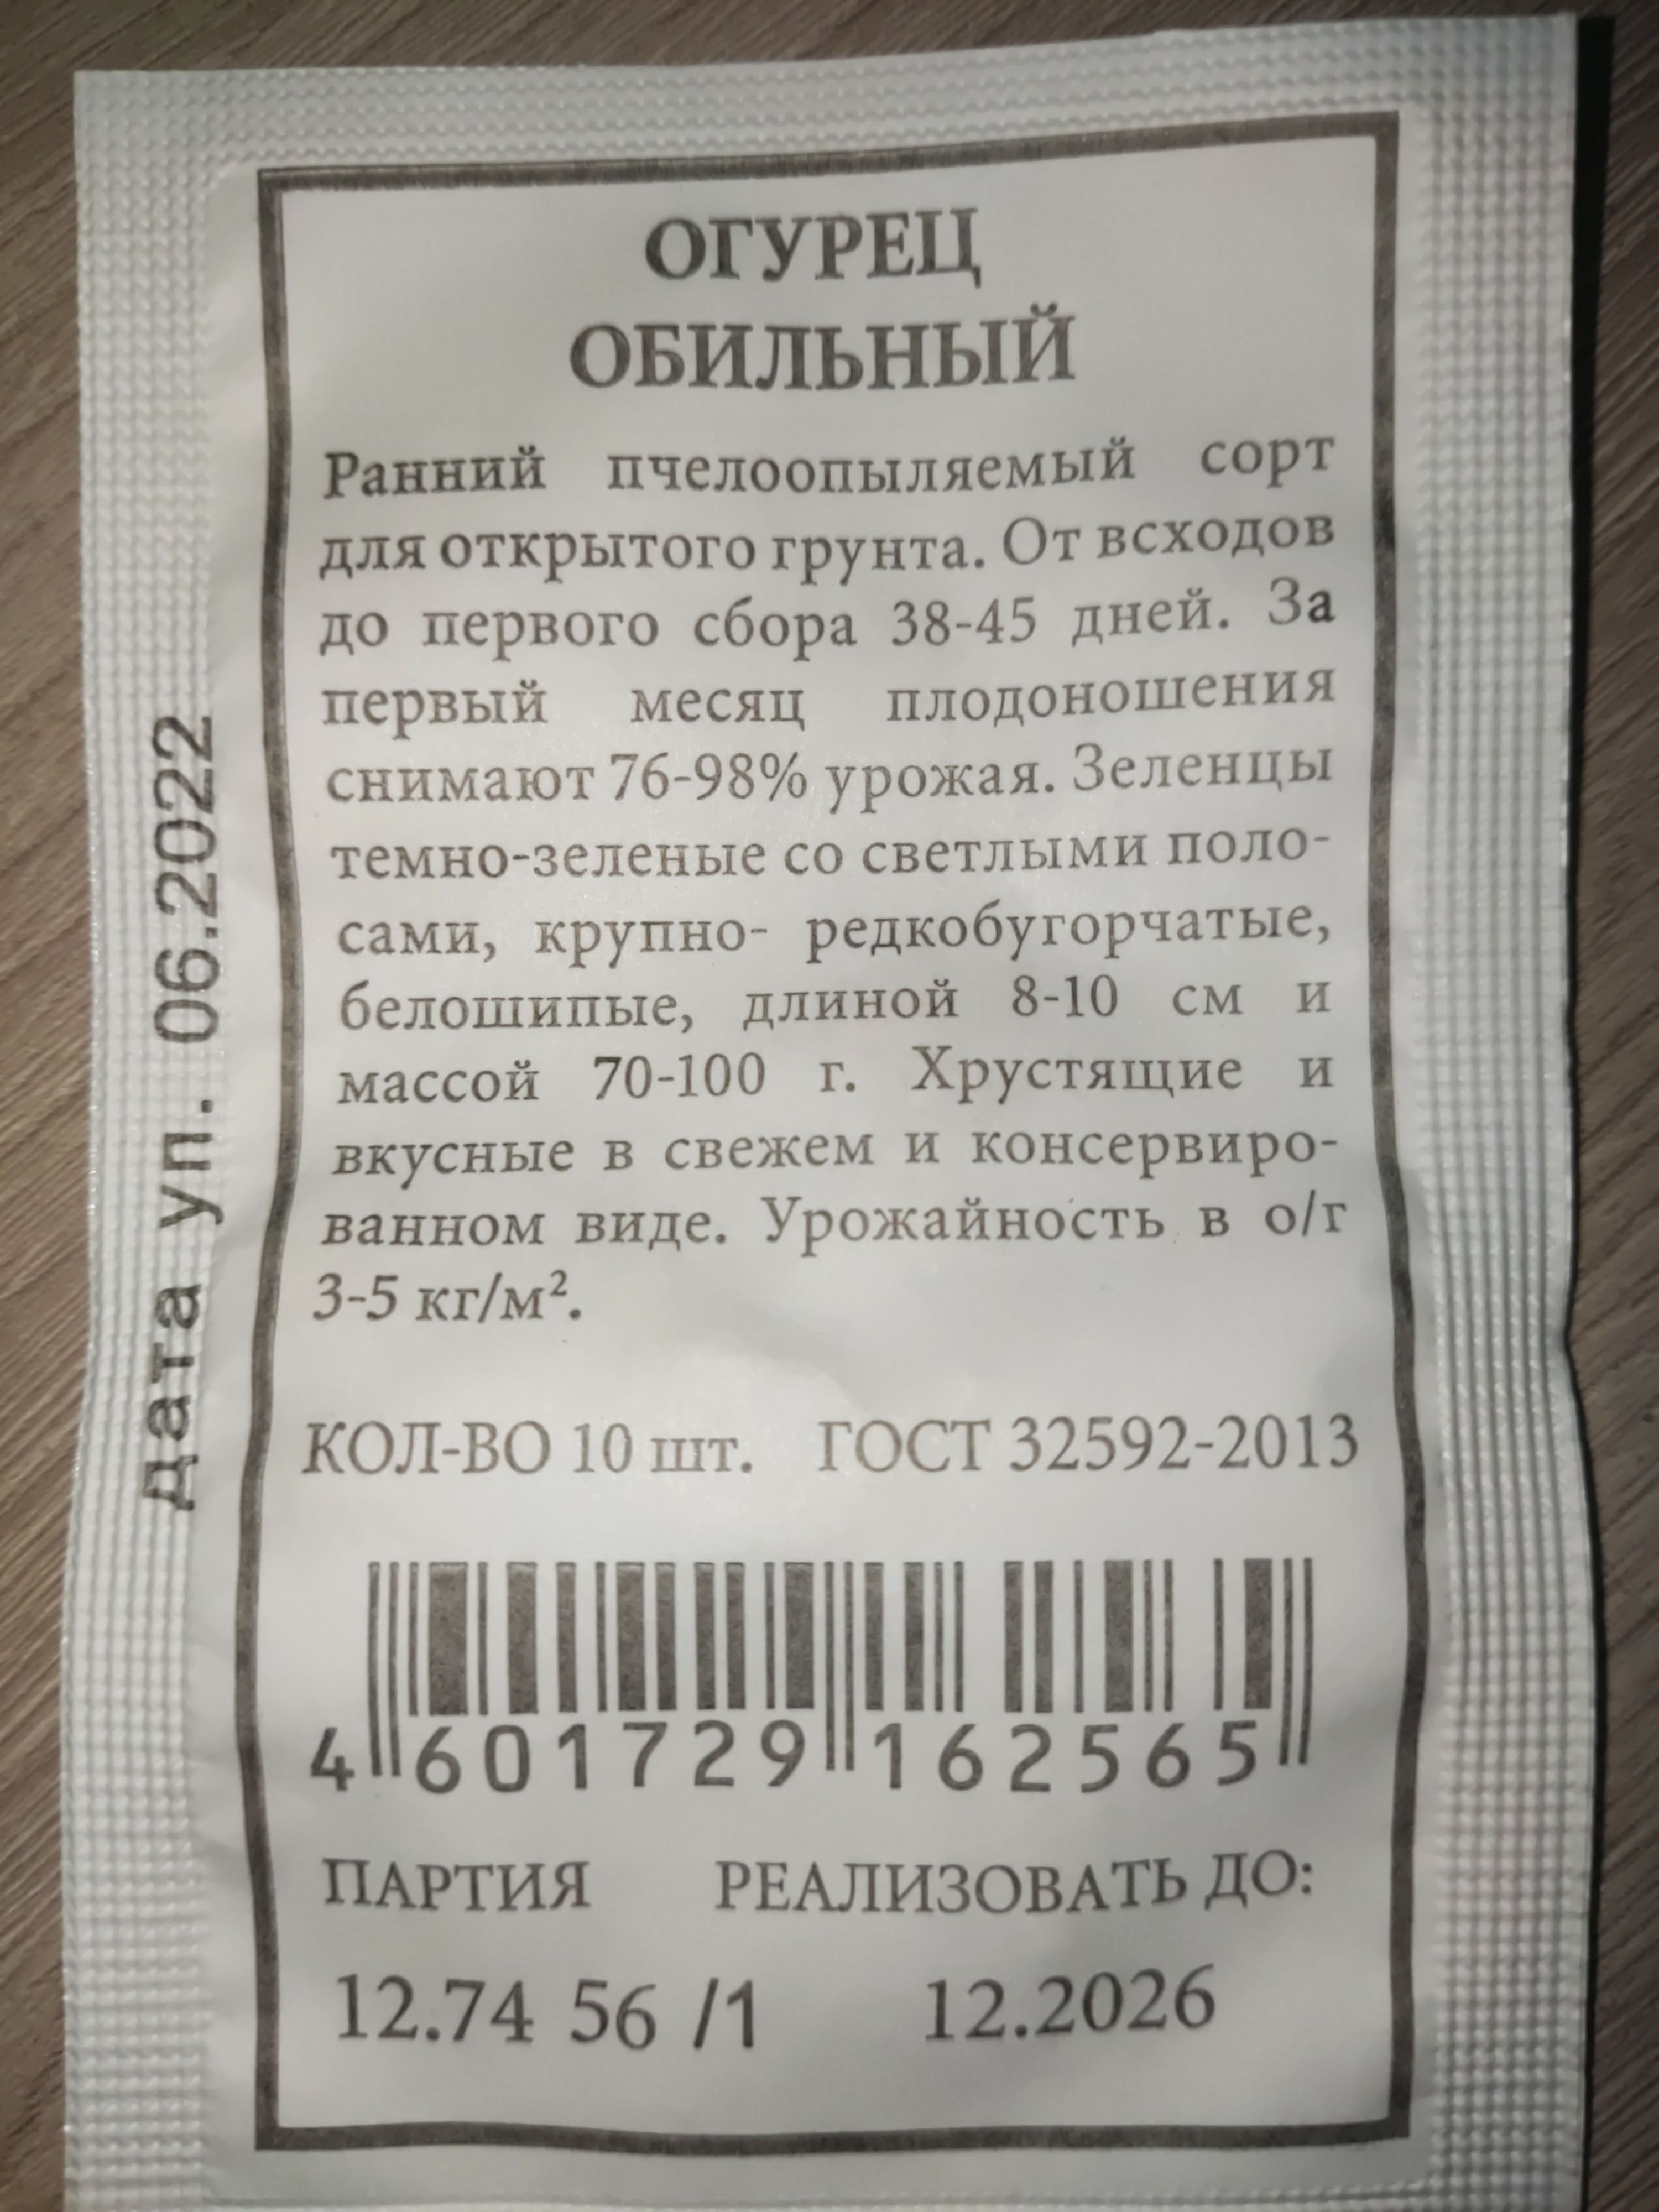 ОГУРЕЦ
ОБИЛЬНЫЙ
Ранний пчелоопыляемый сорт
для открытого грунта. От всходов
до первого сбора 38-45 дней. За
первый месяц плодоношения
снимают 76-98% урожая. Зеленцы
темно-зеленые со светлыми поло-
сами, крупно- редкобугорчатые,
белошипые, длиной 8-10 см и
массой 70-100 г. Хрустящие и
вкусные в свежем и консервиро-
ванном виде. Урожайность в о/г
3-5 кг/м².
КОЛ-ВО 10 шт. ГОСТ 32592-2013
4 601729 162565
ПАРТИЯ РЕАЛИЗОВАТЬ ДО:
12.74 56 /1 12.2026
Дата уп. 06.2022